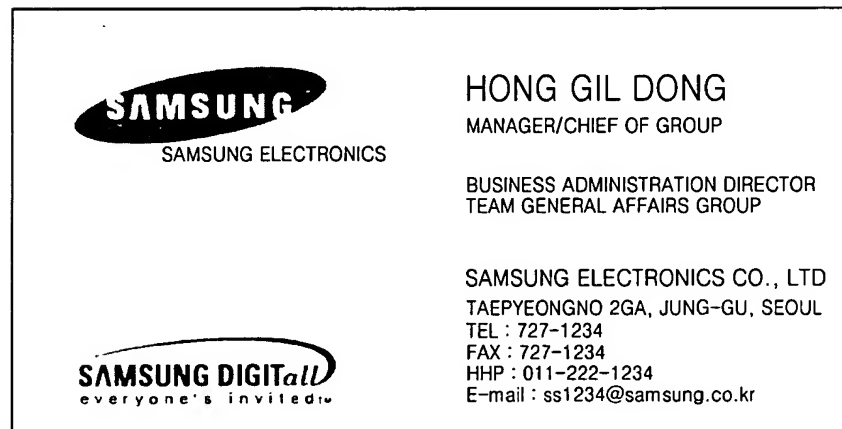 SAMSUNG
SAMSUNG ELECTRONICS
SAMSUNG DIGITall
everyone's invited™
HONG GIL DONG
MANAGER/CHIEF OF GROUP
BUSINESS ADMINISTRATION DIRECTOR
TEAM GENERAL AFFAIRS GROUP
SAMSUNG ELECTRONICS CO., LTD
TAEPYEONGNO 2GA, JUNG-GU, SEOUL
TEL : 727-1234
FAX : 727-1234
HHP : 011-222-1234
E-mail : ss1234@samsung.co.kr